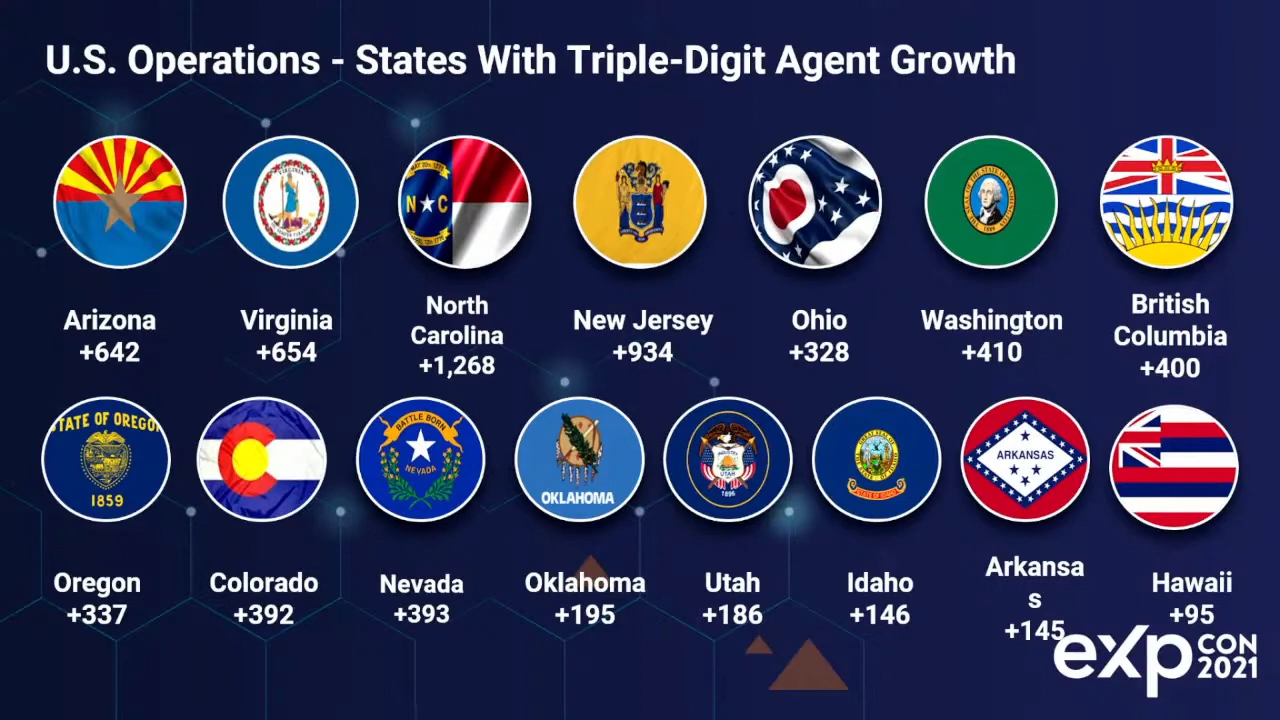 U.S. Operations - States With Triple-Digit Agent Growth
Arizona
+642
VIRGINIA
Virginia
+654
N C
North
Carolina
+1,268
New Jersey
+934
Ohio
+328
Washington
+410
British
Columbia
+400
STATE OF OREGON
1859
Oregon
+337
Colorado
+392
BATTLE BORN
NEVADA
Nevada
+393
OKLAHOMA
Oklahoma
+195
INDUSTRY
UTAH
1896
Utah
+186
Idaho
+146
ARKANSAS
Arkansa
s
+145
Hawaii
+95
exp CON
2021